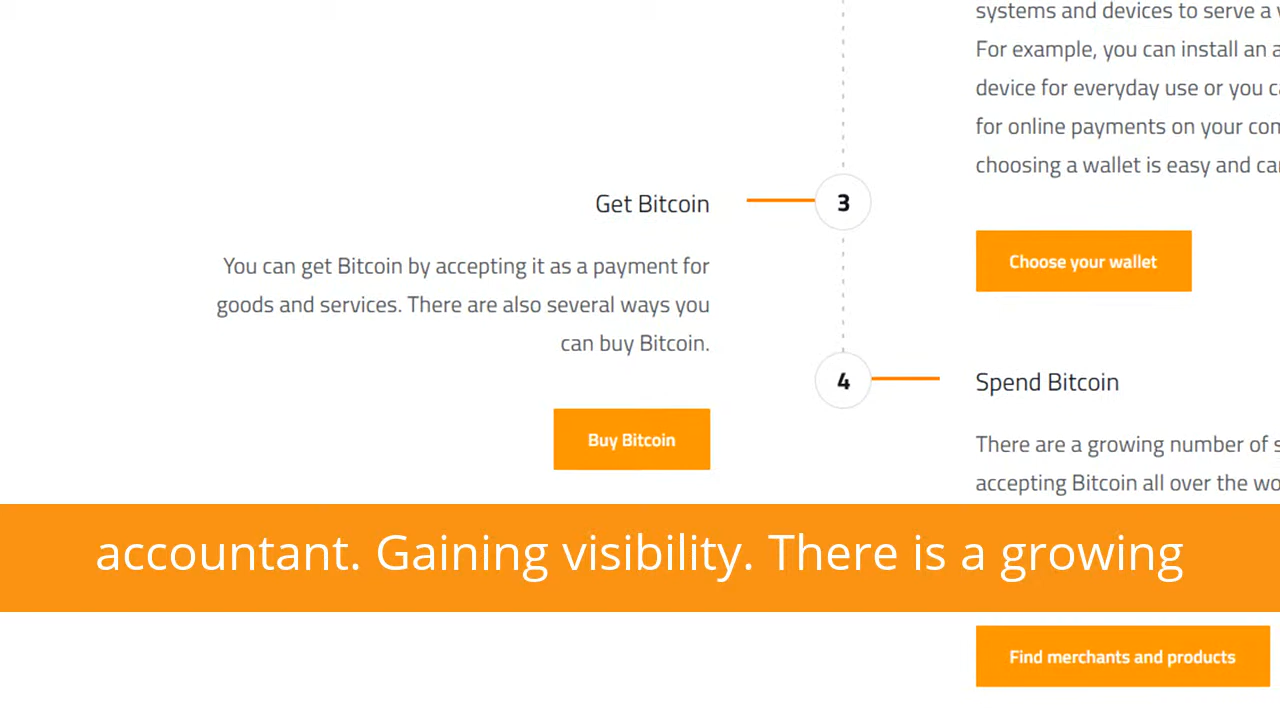 systems and devices to serve a
For example, you can install an
device for everyday use or you
for online payments on your
choosing a wallet is easy and
Get Bitcoin
3
You can get Bitcoin by accepting it as a payment for
goods and services. There are also several ways you
can buy Bitcoin.
Choose your wallet
4
Spend Bitcoin
Buy Bitcoin
There are a growing number of
accepting Bitcoin all over the
accountant. Gaining visibility. There is a growing
Find merchants and products